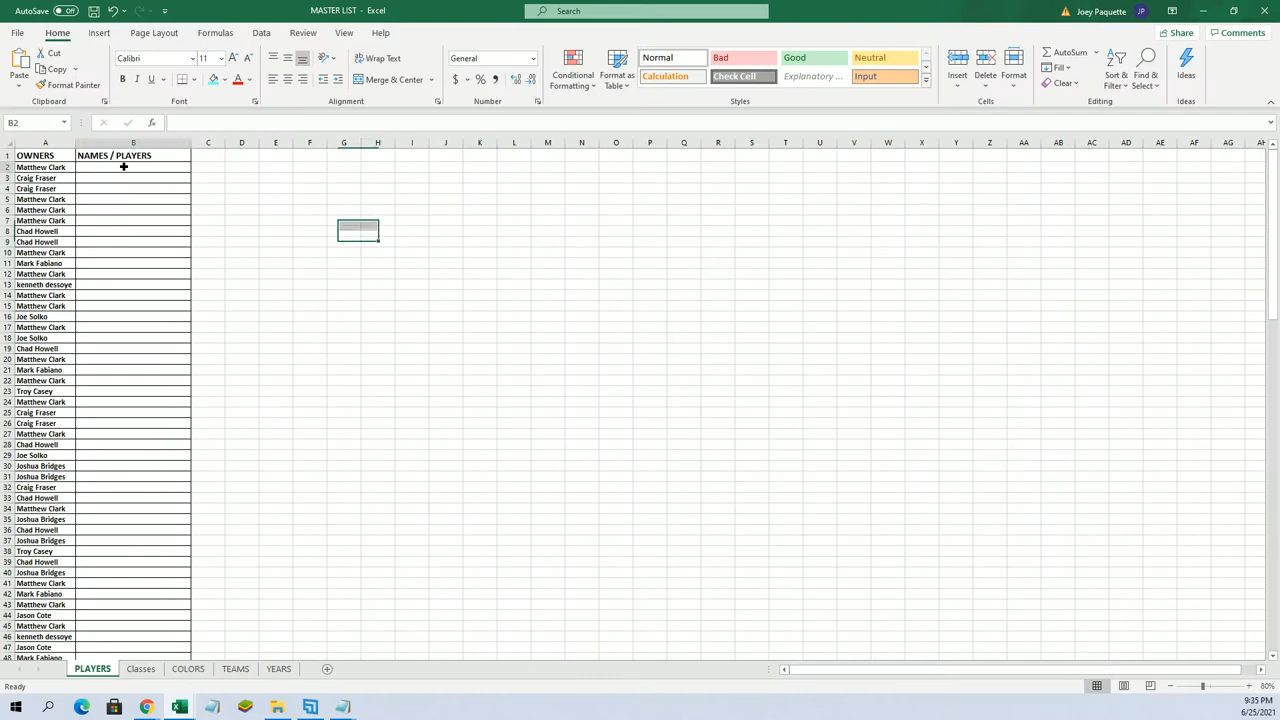 AutoSave Off MASTER LIST - Excel Search Joey Paquette JP
File Home Insert Page Layout Formulas Data Review View Help Share Comments
Cut Calibri 11 Wrap Text General Normal Bad Good Neutral AutoSum
Copy Fill
Paste Format Painter Merge & Center Conditional Formatting Format as Table Calculation Check Cell Explanatory ... Input Insert Delete Format Clear Sort & Filter Find & Select Ideas
Clipboard Font Alignment Number Styles Cells Editing Ideas
B2
A B C D E F G H I J K L M N O P Q R S T U V W X Y Z AA AB AC AD AE AF AG AH
1 OWNERS NAMES / PLAYERS
2 Matthew Clark
3 Craig Fraser
4 Craig Fraser
5 Matthew Clark
6 Matthew Clark
7 Matthew Clark
8 Chad Howell
9 Chad Howell
10 Matthew Clark
11 Mark Fabiano
12 Matthew Clark
13 kenneth dessoye
14 Matthew Clark
15 Matthew Clark
16 Joe Solko
17 Matthew Clark
18 Joe Solko
19 Chad Howell
20 Matthew Clark
21 Mark Fabiano
22 Matthew Clark
23 Troy Casey
24 Matthew Clark
25 Craig Fraser
26 Craig Fraser
27 Matthew Clark
28 Chad Howell
29 Joe Solko
30 Joshua Bridges
31 Joshua Bridges
32 Craig Fraser
33 Chad Howell
34 Matthew Clark
35 Joshua Bridges
36 Chad Howell
37 Joshua Bridges
38 Troy Casey
39 Chad Howell
40 Joshua Bridges
41 Matthew Clark
42 Mark Fabiano
43 Matthew Clark
44 Jason Cote
45 Matthew Clark
46 kenneth dessoye
47 Jason Cote
48 Mark Fabiano
PLAYERS Classes COLORS TEAMS YEARS
Ready 80%
9:35 PM
6/25/2021